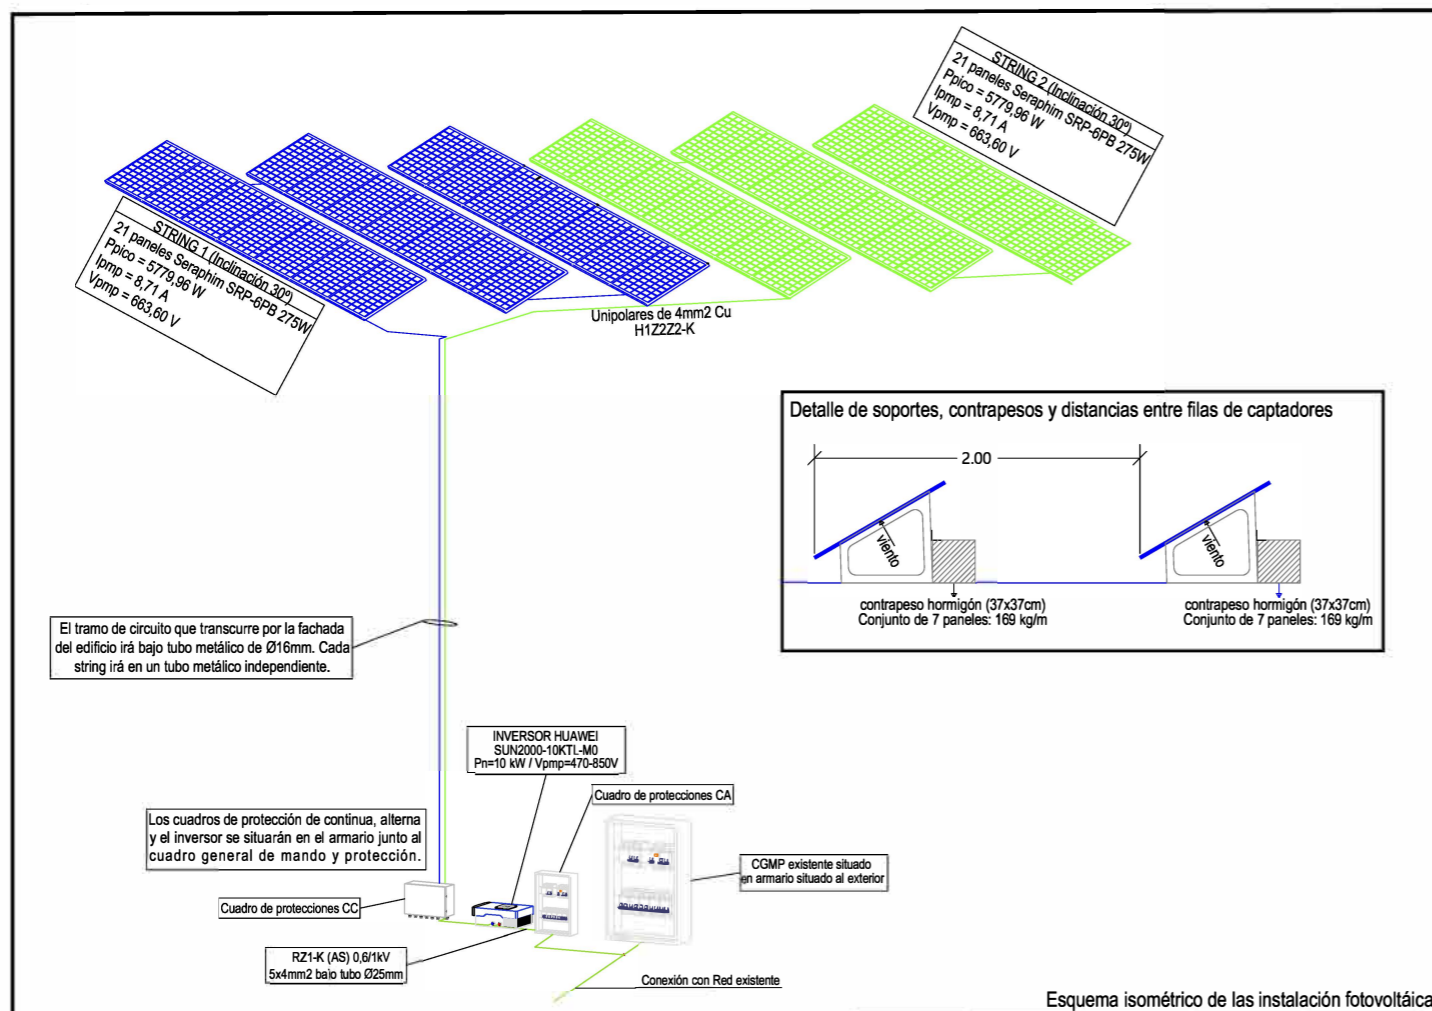 STRING 2 (Inclinación 30º)
21 paneles Seraphim SRP-6PB 275W
Ppico = 5779,96 W
Ipmp = 8,71 A
Vpmp = 663,60 V
STRING 1 (Inclinación 30º)
21 paneles Seraphim SRP-6PB 275W
Ppico = 5779,96 W
Ipmp = 8,71 A
Vpmp = 663,60 V
Unipolares de 4mm2 Cu
H1Z2Z2-K
Detalle de soportes, contrapesos y distancias entre filas de captadores
2.00
viento
viento
contrapeso hormigón (37x37cm)
Conjunto de 7 paneles: 169 kg/m
contrapeso hormigón (37x37cm)
Conjunto de 7 paneles: 169 kg/m
El tramo de circuito que transcurre por la fachada
del edificio irá bajo tubo metálico de Ø16mm. Cada
string irá en un tubo metálico independiente.
INVERSOR HUAWEI
SUN2000-10KTL-M0
Pn=10 kW / Vpmp=470-850V
Cuadro de protecciones CA
Los cuadros de protección de continua, alterna
y el inversor se situarán en el armario junto al
cuadro general de mando y protección.
CGMP existente situado
en armario situado al exterior
Cuadro de protecciones CC
RZ1-K (AS) 0,6/1kV
5x4mm2 bajo tubo Ø25mm
Conexión con Red existente
Esquema isométrico de las instalación fotovoltáica